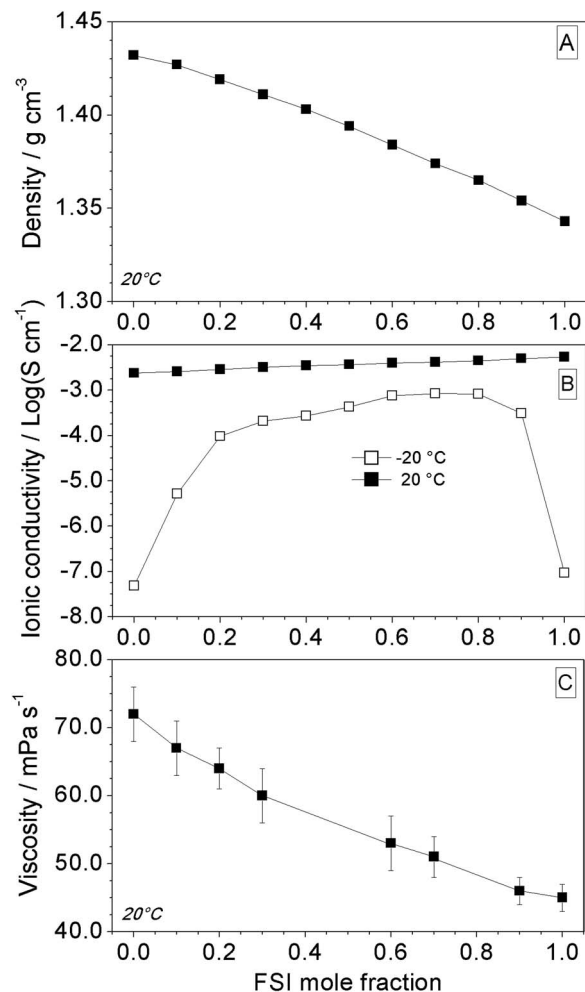 A
1.45
1.40
1.35
1.30
Density / g cm⁻³
20°C
0.0 0.2 0.4 0.6 0.8 1.0
B
-2.0
-3.0
-4.0
-5.0
-6.0
-7.0
-8.0
Ionic conductivity / Log(S cm⁻¹)
-20 °C
20 °C
0.0 0.2 0.4 0.6 0.8 1.0
C
80.0
70.0
60.0
50.0
40.0
Viscosity / mPa s⁻¹
20°C
0.0 0.2 0.4 0.6 0.8 1.0
FSI mole fraction